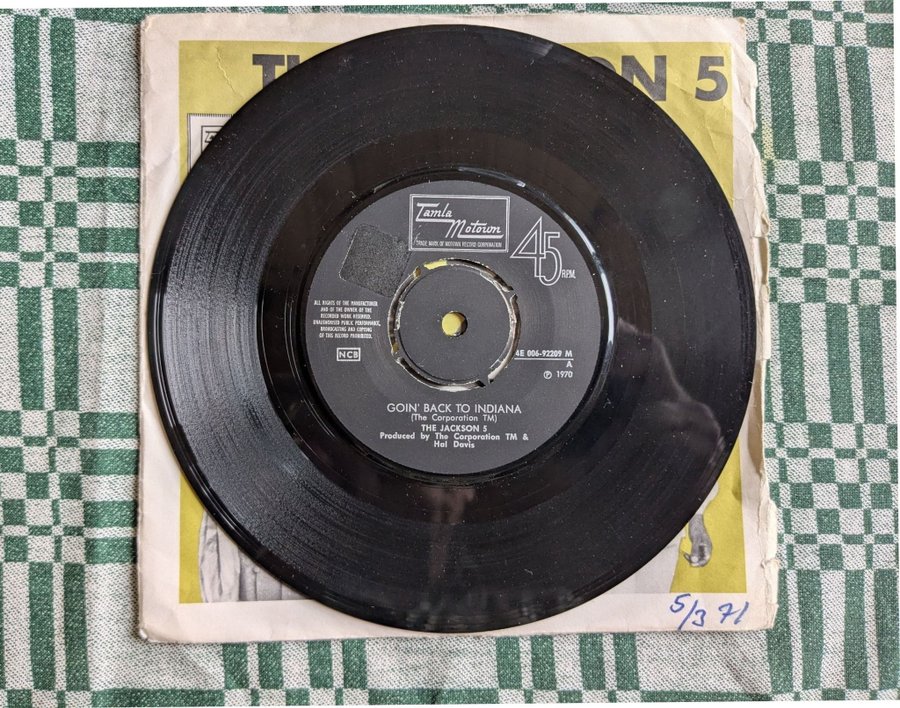 ON 5
Tamla
Motown
TRADE MARK OF MOTOWN RECORD CORPORATION
45
R.P.M.
ALL RIGHTS OF THE MANUFACTURER
AND OF THE OWNER OF THE
RECORDED WORK RESERVED.
UNAUTHORISED PUBLIC PERFORMANCE,
BROADCASTING AND COPYING
OF THIS RECORD PROHIBITED.
NCB
4E 006-92209 M
A
Ⓟ 1970
GOIN' BACK TO INDIANA
(The Corporation TM)
THE JACKSON 5
Produced by The Corporation TM &
Hal Davis
5/3 71